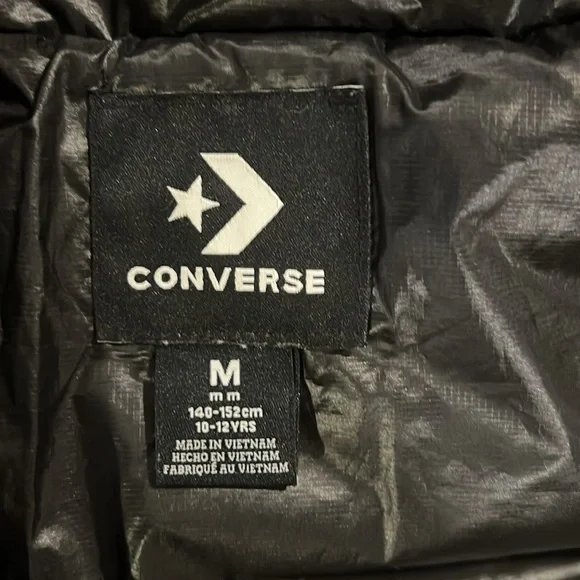 CONVERSE
M
m m
140-152cm
10-12YRS
MADE IN VIETNAM
HECHO EN VIETNAM
FABRIQUÉ AU VIETNAM